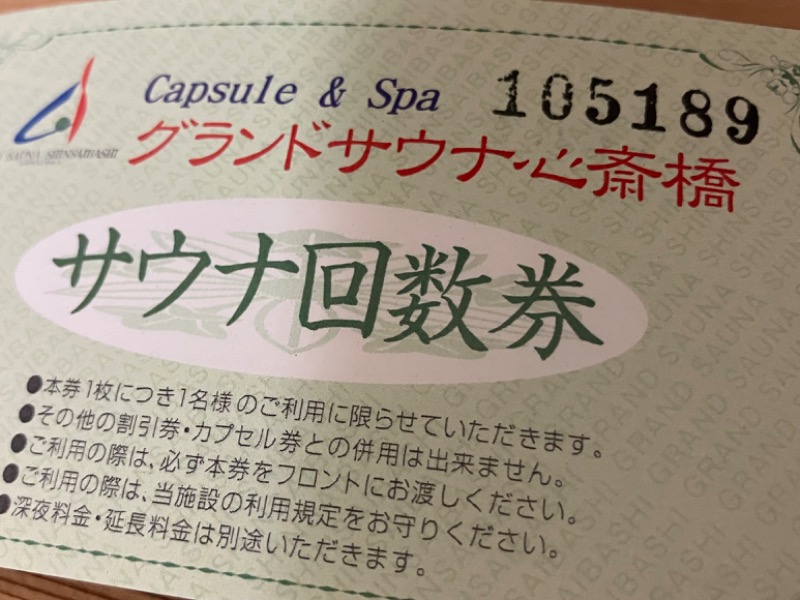 Capsule & Spa
105189
SAUNA SHINSAIBASHI
グランドサウナ心斎橋
サウナ回数券
●本券1枚につき1名様のご利用に限らせていただきます。
●その他の割引券・カプセル券との併用は出来ません。
●ご利用の際は、必ず本券をフロントにお渡しください。
●ご利用の際は、当施設の利用規定をお守りください。
●深夜料金・延長料金は別途いただきます。